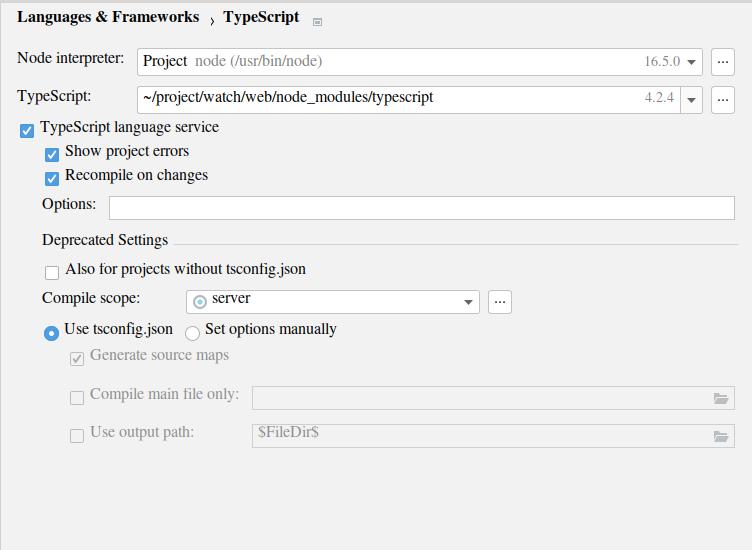 Languages & Frameworks › TypeScript
Node interpreter: Project node (/usr/bin/node) 16.5.0 ...
TypeScript: ~/project/watch/web/node_modules/typescript 4.2.4 ...
TypeScript language service
Show project errors
Recompile on changes
Options:
Deprecated Settings
Also for projects without tsconfig.json
Compile scope: server ...
Use tsconfig.json Set options manually
Generate source maps
Compile main file only:
Use output path: $FileDir$